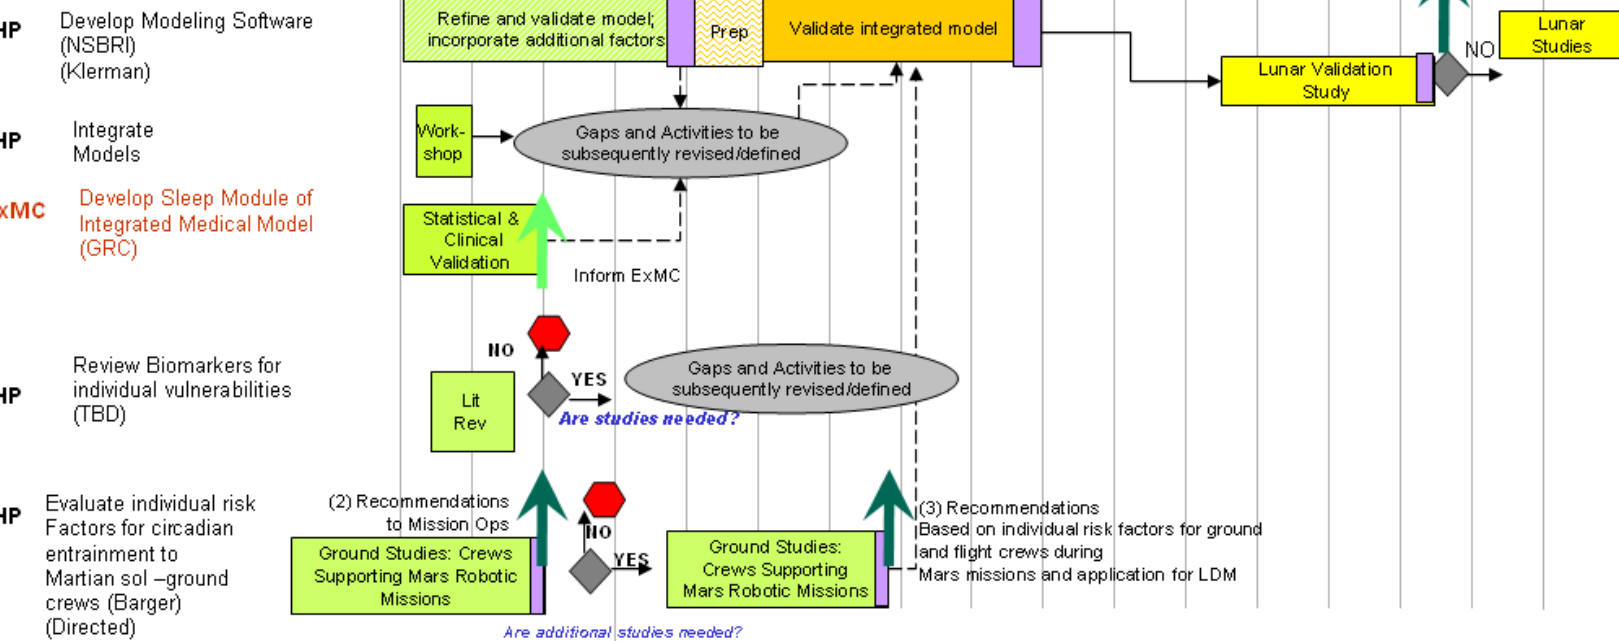 HP
Develop Modeling Software
(NSBRI)
(Klerman)
Refine and validate model;
incorporate additional factors
Prep
Validate integrated model
Lunar Validation
Study
NO
Lunar
Studies
HP
Integrate
Models
Work-
shop
Gaps and Activities to be
subsequently revised/defined
xMC
Develop Sleep Module of
Integrated Medical Model
(GRC)
Statistical &
Clinical
Validation
Inform ExMC
HP
Review Biomarkers for
individual vulnerabilities
(TBD)
Lit
Rev
NO
YES
Are studies needed?
Gaps and Activities to be
subsequently revised/defined
HP
Evaluate individual risk
Factors for circadian
entrainment to
Martian sol –ground
crews (Barger)
(Directed)
(2) Recommendations
to Mission Ops
Ground Studies: Crews
Supporting Mars Robotic
Missions
NO
YES
Are additional studies needed?
Ground Studies:
Crews Supporting
Mars Robotic Missions
(3) Recommendations
Based on individual risk factors for ground
and flight crews during
Mars missions and application for LDM